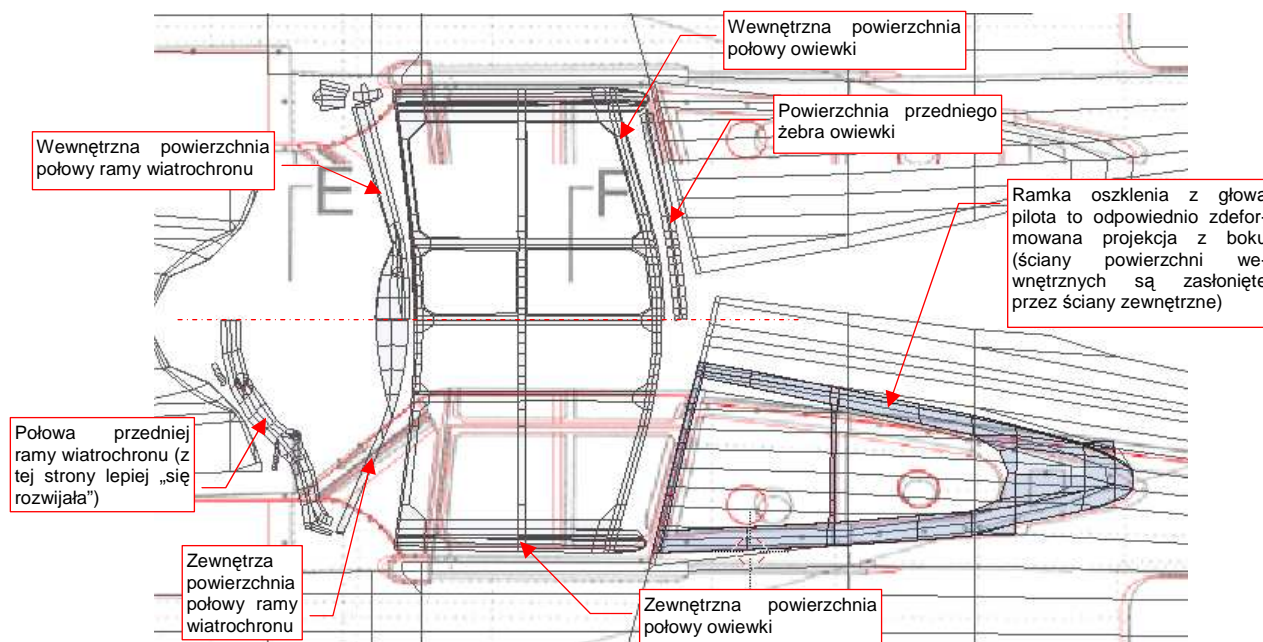 Wewnętrzna powierzchnia
połowy owiewki
Powierzchnia przedniego
żebra owiewki
Wewnętrzna powierzchnia
połowy ramy wiatrochronu
Ramka oszklenia z głową
pilota to odpowiednio zdefor-
mowana projekcja z boku
(ściany powierzchni we-
wnętrznych są zasłonięte
przez ściany zewnętrzne)
E
F
Połowa przedniej
ramy wiatrochronu (z
tej strony lepiej „się
rozwijała”)
Zewnętrza
powierzchnia
połowy ramy
wiatrochronu
Zewnętrzna powierzchnia
połowy owiewki